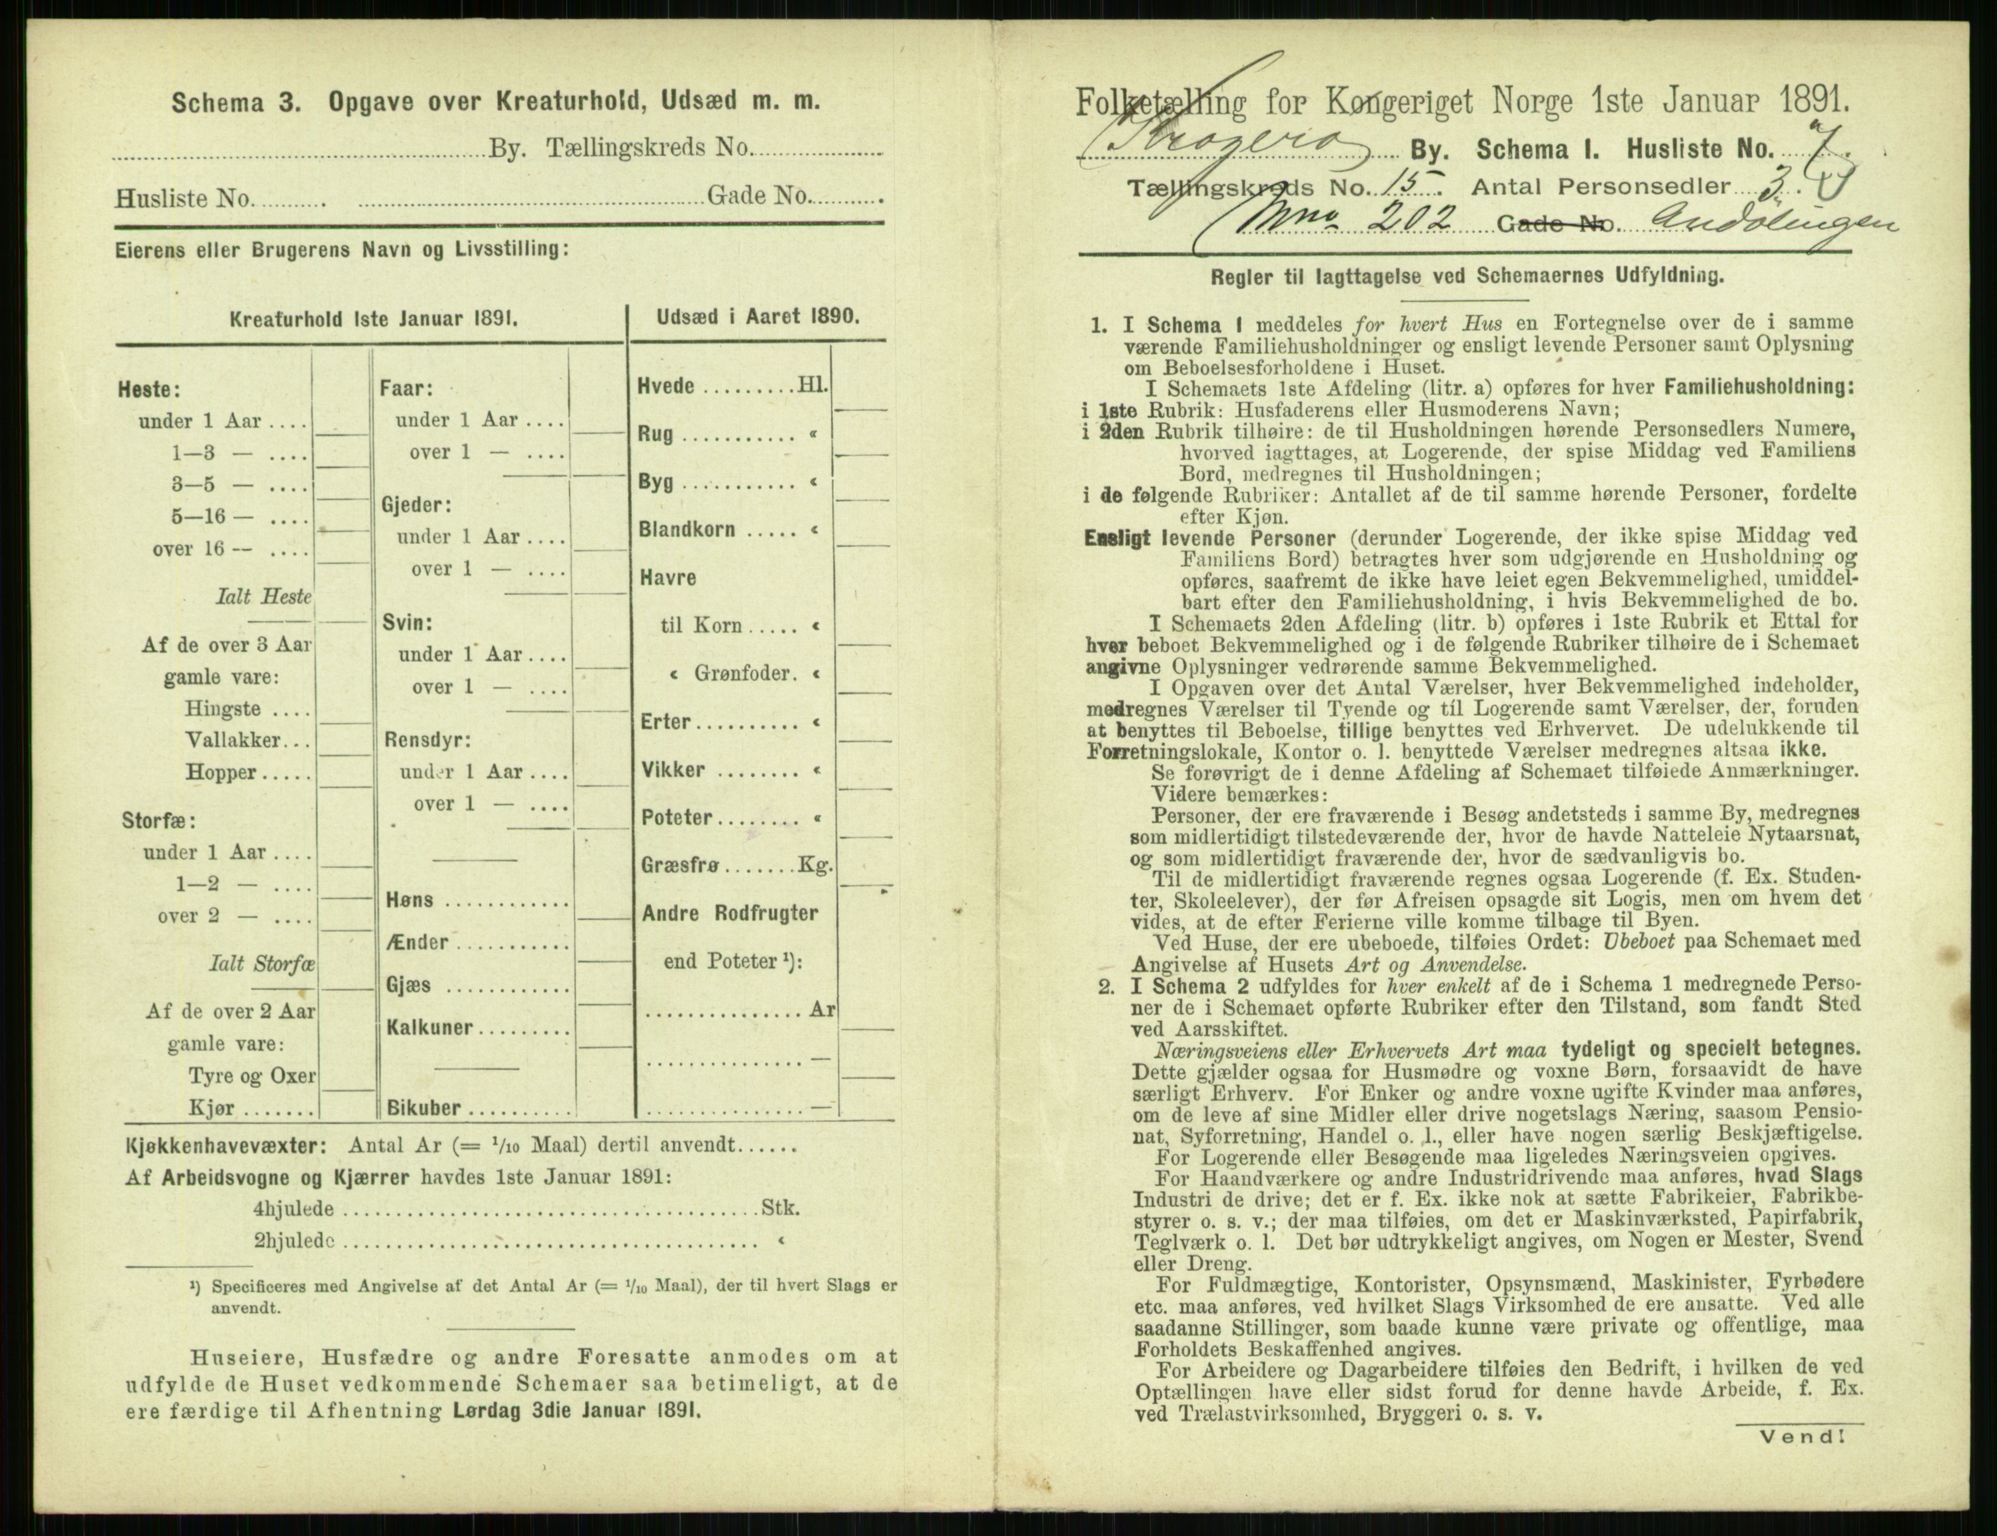 Schema 3. Opgave over Kreaturhold, Udsæd m. m.
By. Tællingskreds No.
Husliste No. Gade No.
Eierens eller Brugerens Navn og Livsstilling:
Kreaturhold 1ste Januar 1891.
Heste:
under 1 Aar ....
1—3 — ....
3—5 — ....
5—16 — ....
over 16 — ....
Ialt Heste
Af de over 3 Aar
gamle vare:
Hingste ....
Vallakker...
Hopper.....
Storfæ:
under 1 Aar ....
1—2 — ....
over 2 — ....
Ialt Storfæ
Af de over 2 Aar
gamle vare:
Tyre og Oxer
Kjør.......
Faar:
under 1 Aar ....
over 1 — ....
Gjeder:
under 1 Aar ....
over 1 — ....
Svin:
under 1 Aar ....
over 1 — ....
Rensdyr:
under 1 Aar ....
over 1 — ....
Høns ............
Ænder ...........
Gjæs ............
Kalkuner.........
Bikuber ..........
Udsæd i Aaret 1890.
Hvede .........Hl.
Rug ........... «
Byg ........... «
Blandkorn ..... «
Havre
til Korn..... «
« Grønfoder. «
Erter.......... «
Vikker ........ «
Poteter........ «
Græsfrø.......Kg.
Andre Rodfrugter
end Poteter ¹):
............... Ar
............... —
...............—
Kjøkkenhavevæxter: Antal Ar (= 1/10 Maal) dertil anvendt......
Af Arbeidsvogne og Kjærrer havdes 1ste Januar 1891:
4hjulede ......................................Stk.
2hjulede ...................................... «
¹) Specificeres med Angivelse af det Antal Ar (= 1/10 Maal), der til hvert Slags er
anvendt.
Huseiere, Husfædre og andre Foresatte anmodes om at
udfylde de Huset vedkommende Schemaer saa betimeligt, at de
ere færdige til Afhentning Lørdag 3die Januar 1891.
Folketælling for Kongeriget Norge 1ste Januar 1891.
Kragerø By. Schema 1. Husliste No. 7.
Tællingskreds No. 15. Antal Personsedler 3.
Mno 202 Gade No. Andølingen
Regler til Iagttagelse ved Schemaernes Udfyldning.
1. I Schema 1 meddeles for hvert Hus en Fortegnelse over de i samme
værende Familiehusholdninger og ensligt levende Personer samt Oplysning
om Beboelsesforholdene i Huset.
I Schemaets 1ste Afdeling (litr. a) opføres for hver Familiehusholdning:
i 1ste Rubrik: Husfaderens eller Husmoderens Navn;
i 2den Rubrik tilhøire: de til Husholdningen hørende Personsedlers Numere,
hvorved iagttages, at Logerende, der spise Middag ved Familiens
Bord, medregnes til Husholdningen;
i de følgende Rubriker: Antallet af de til samme hørende Personer, fordelte
efter Kjøn.
Ensligt levende Personer (derunder Logerende, der ikke spise Middag ved
Familiens Bord) betragtes hver som udgjørende en Husholdning og
opføres, saafremt de ikke have leiet egen Bekvemmelighed, umiddel-
bart efter den Familiehusholdning, i hvis Bekvemmelighed de bo.
I Schemaets 2den Afdeling (litr. b) opføres i 1ste Rubrik et Ettal for
hver beboet Bekvemmelighed og i de følgende Rubriker tilhøire de i Schemaet
angivne Oplysninger vedrørende samme Bekvemmelighed.
I Opgaven over det Antal Værelser, hver Bekvemmelighed indeholder,
medregnes Værelser til Tyende og til Logerende samt Værelser, der, foruden
at benyttes til Beboelse, tillige benyttes ved Erhvervet. De udelukkende til
Forretningslokale, Kontor o. l. benyttede Værelser medregnes altsaa ikke.
Se forøvrigt de i denne Afdeling af Schemaet tilføiede Anmærkninger.
Videre bemærkes:
Personer, der ere fraværende i Besøg andetsteds i samme By, medregnes
som midlertidigt tilstedeværende der, hvor de havde Natteleie Nytaarsnat,
og som midlertidigt fraværende der, hvor de sædvanligvis bo.
Til de midlertidigt fraværende regnes ogsaa Logerende (f. Ex. Studen-
ter, Skoleelever), der før Afreisen opsagde sit Logis, men om hvem det
vides, at de efter Ferierne ville komme tilbage til Byen.
Ved Huse, der ere ubeboede, tilføies Ordet: Ubeboet paa Schemaet med
Angivelse af Husets Art og Anvendelse.
2. I Schema 2 udfyldes for hver enkelt af de i Schema 1 medregnede Perso-
ner de i Schemaet opførte Rubriker efter den Tilstand, som fandt Sted
ved Aarsskiftet.
Næringsveiens eller Erhvervets Art maa tydeligt og specielt betegnes.
Dette gjælder ogsaa for Husmødre og voxne Børn, forsaavidt de have
særligt Erhverv. For Enker og andre voxne ugifte Kvinder maa anføres,
om de leve af sine Midler eller drive nogetslags Næring, saasom Pensio-
nat, Syforretning, Handel o. l., eller have nogen særlig Beskjæftigelse.
For Logerende eller Besøgende maa ligeledes Næringsveien opgives.
For Haandværkere og andre Industridrivende maa anføres, hvad Slags
Industri de drive; det er f. Ex. ikke nok at sætte Fabrikeier, Fabrikbe-
styrer o. s. v.; der maa tilføies, om det er Maskinværksted, Papirfabrik,
Teglværk o. l. Det bør udtrykkeligt angives, om Nogen er Mester, Svend
eller Dreng.
For Fuldmægtige, Kontorister, Opsynsmænd, Maskinister, Fyrbødere
etc. maa anføres, ved hvilket Slags Virksomhed de ere ansatte. Ved alle
saadanne Stillinger, som baade kunne være private og offentlige, maa
Forholdets Beskaffenhed angives.
For Arbeidere og Dagarbeidere tilføies den Bedrift, i hvilken de ved
Optællingen have eller sidst forud for denne havde Arbeide, f. Ex.
ved Trælastvirksomhed, Bryggeri o. s. v.
Vend!